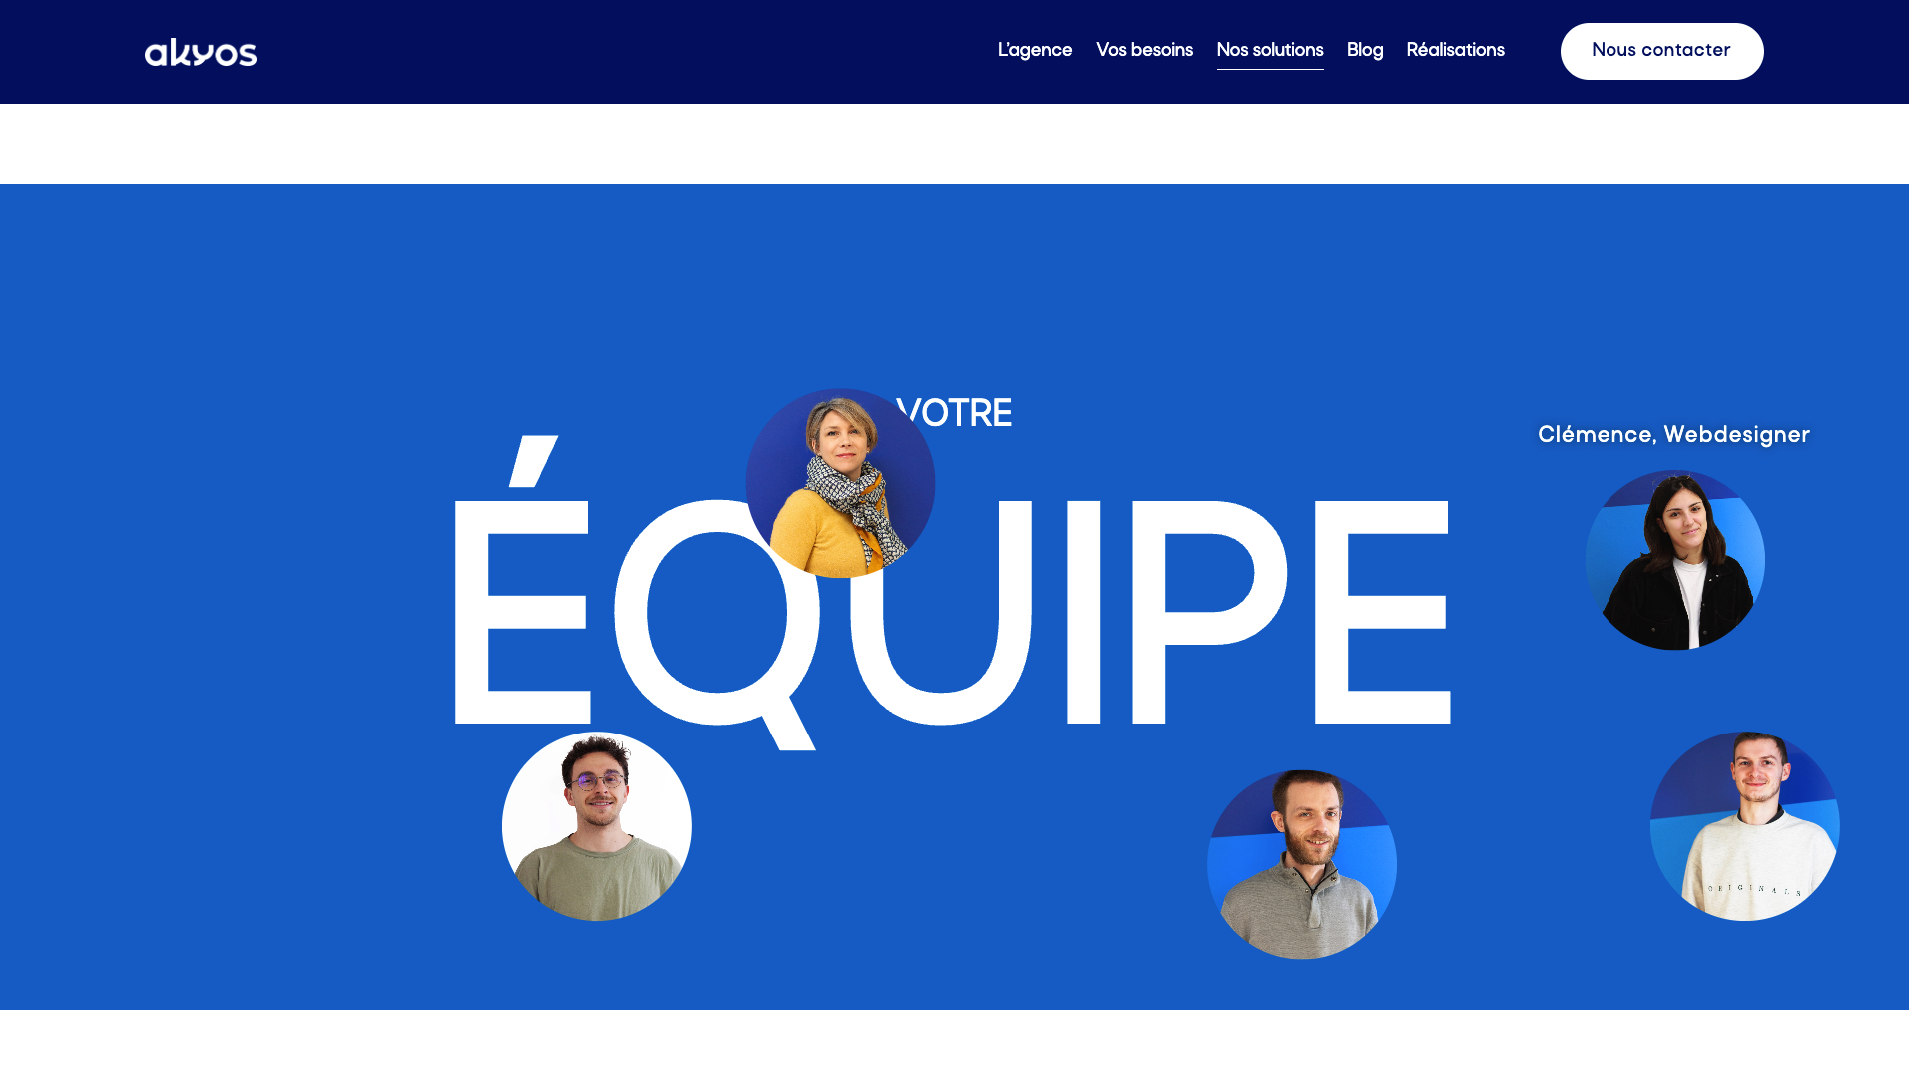 akyos
L'agence
Vos besoins
Nos solutions
Blog
Réalisations
Nous contacter
VOTRE
Clémence, Webdesigner
ÉQUIPE
ORIGINALS